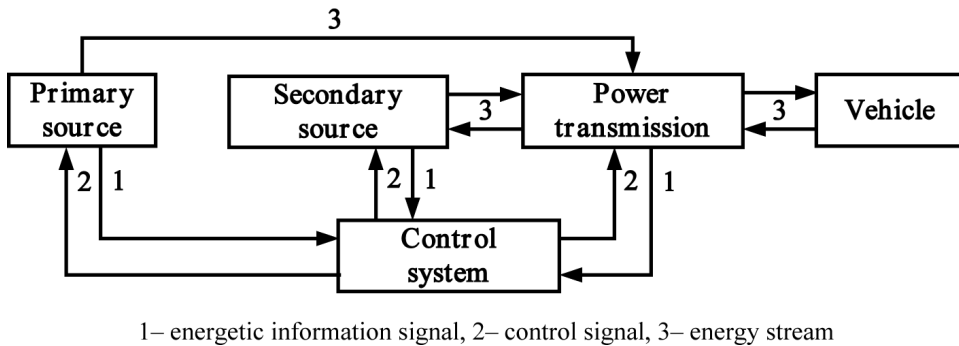 3
Primary
source
Secondary
source
3
Power
transmission
3
Vehicle
2
1
2
1
2
1
Control
system
1– energetic information signal, 2– control signal, 3– energy stream